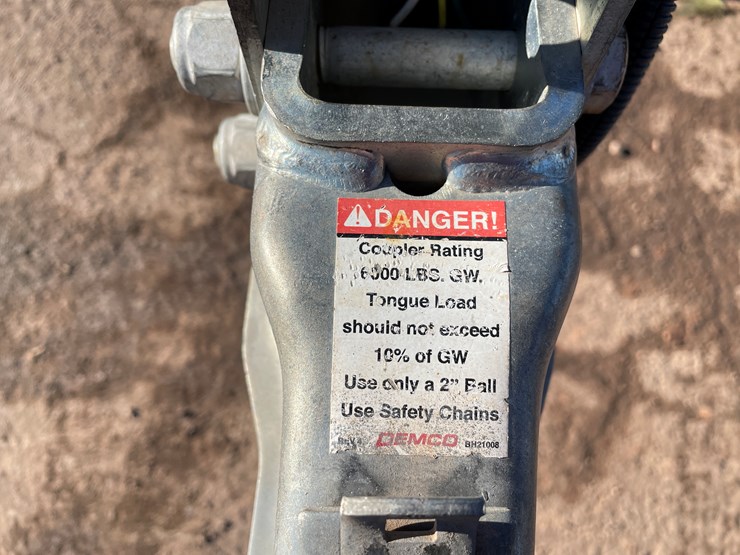 DANGER!
Coupler Rating
6000 LBS. GW.
Tongue Load
should not exceed
10% of GW
Use only a 2" Ball
Use Safety Chains
DEMCO BH21008